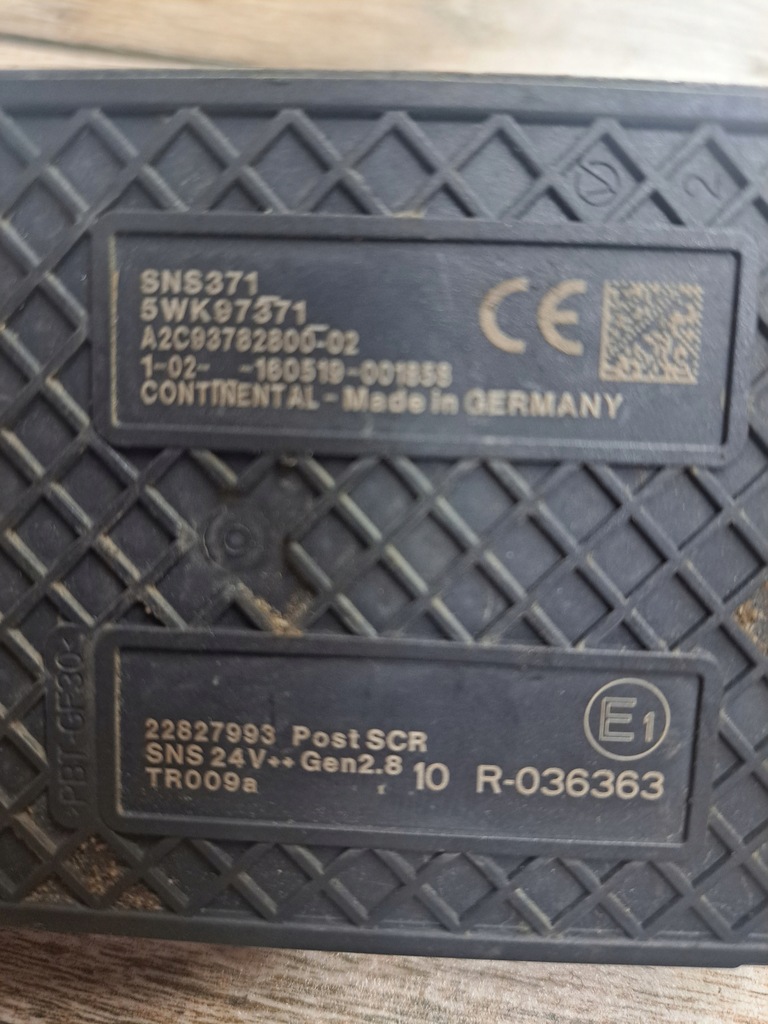 2
SNS371
5WK97371
A2C93782800-02
1-02- -160519-001858
CONTINENTAL - Made in GERMANY
CE
>PBT-GF30<
22827993 Post SCR
SNS 24V++ Gen2.8
TR009a
10 R-036363
E1